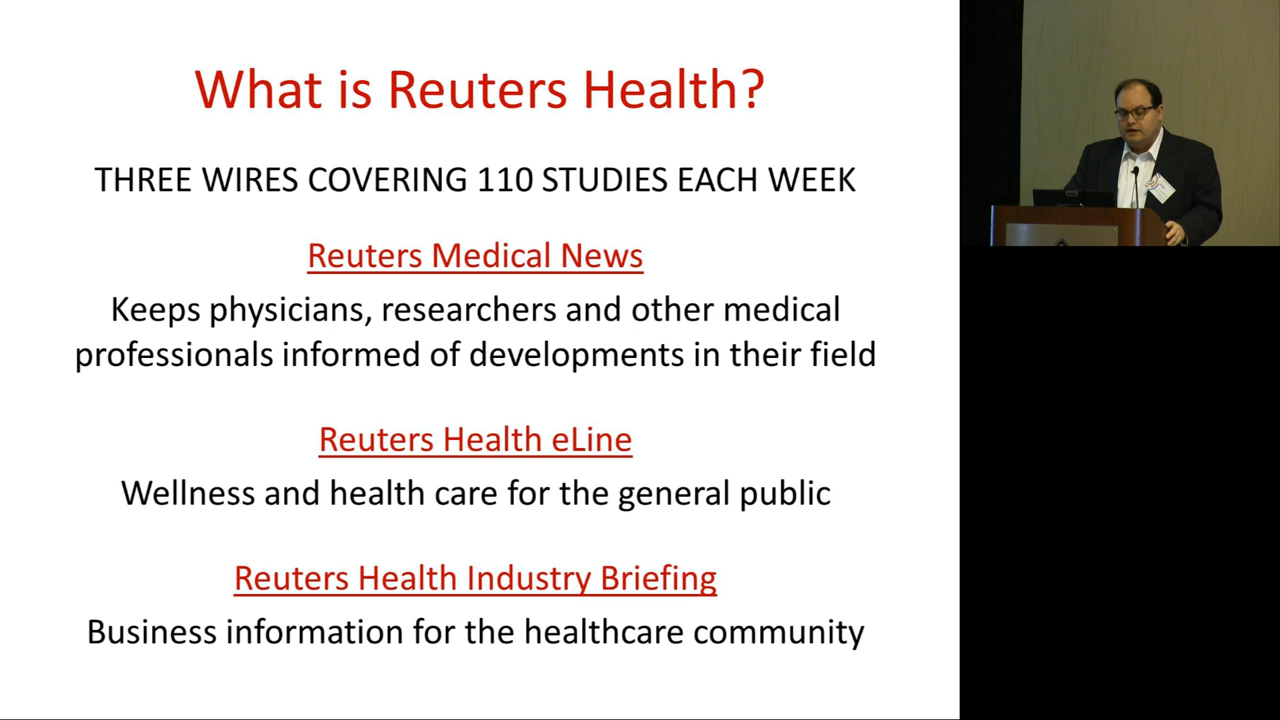 What is Reuters Health?
THREE WIRES COVERING 110 STUDIES EACH WEEK
Reuters Medical News
Keeps physicians, researchers and other medical
professionals informed of developments in their field
Reuters Health eLine
Wellness and health care for the general public
Reuters Health Industry Briefing
Business information for the healthcare community